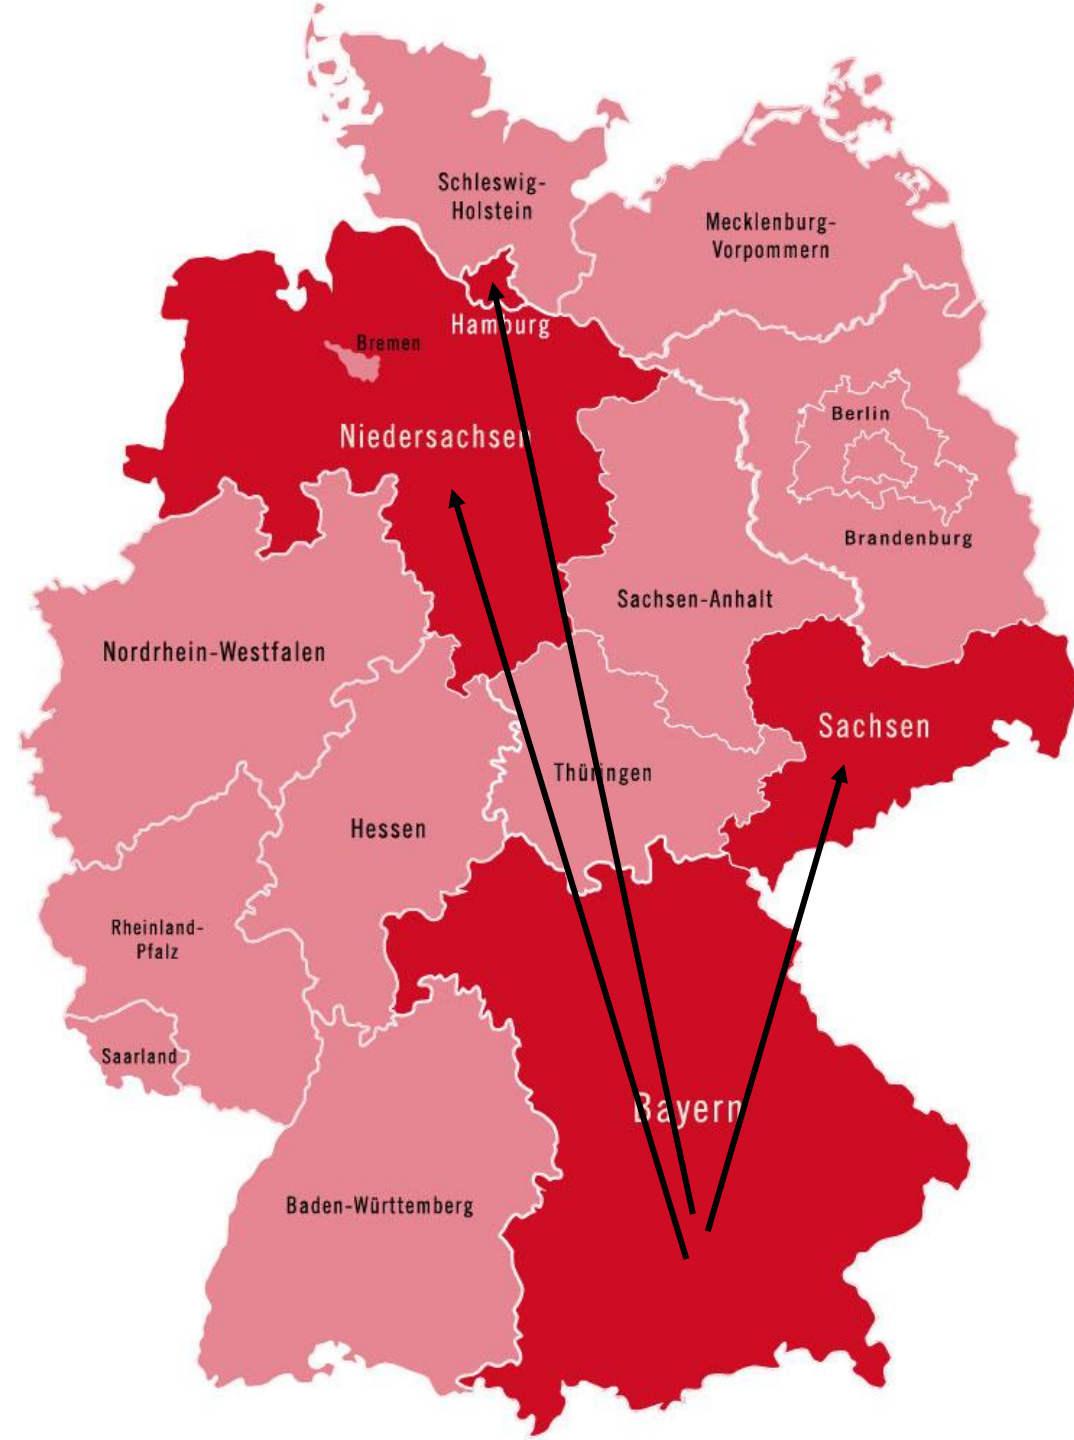 Schleswig-
Holstein
Mecklenburg-
Vorpommern
Hamburg
Bremen
Berlin
Niedersachsen
Brandenburg
Sachsen-Anhalt
Nordrhein-Westfalen
Sachsen
Thüringen
Hessen
Rheinland-
Pfalz
Saarland
Bayern
Baden-Württemberg